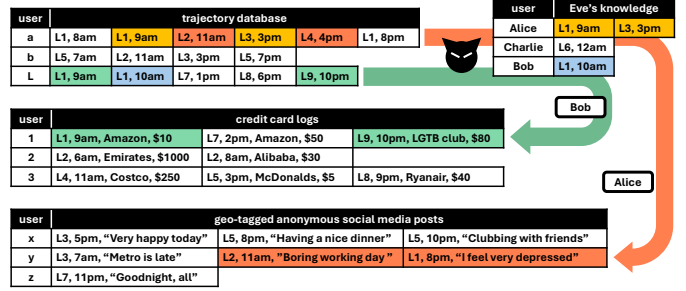 user trajectory database
a L1, 8am L1, 9am L2, 11am L3, 3pm L4, 4pm L1, 8pm
b L5, 7am L2, 11am L3, 3pm L5, 7pm
L L1, 9am L1, 10am L7, 1pm L8, 6pm L9, 10pm
user Eve's knowledge
Alice L1, 9am L3, 3pm
Charlie L6, 12am
Bob L1, 10am
Bob
user credit card logs
1 L1, 9am, Amazon, $10 L7, 2pm, Amazon, $50 L9, 10pm, LGTB club, $80
2 L2, 6am, Emirates, $1000 L2, 8am, Alibaba, $30
3 L4, 11am, Costco, $250 L5, 3pm, McDonalds, $5 L8, 9pm, Ryanair, $40
Alice
user geo-tagged anonymous social media posts
x L3, 5pm, “Very happy today” L5, 8pm, “Having a nice dinner” L5, 10pm, “Clubbing with friends”
y L3, 7am, “Metro is late” L2, 11am, ”Boring working day ” L1, 8pm, “I feel very depressed”
z L7, 11pm, “Goodnight, all”